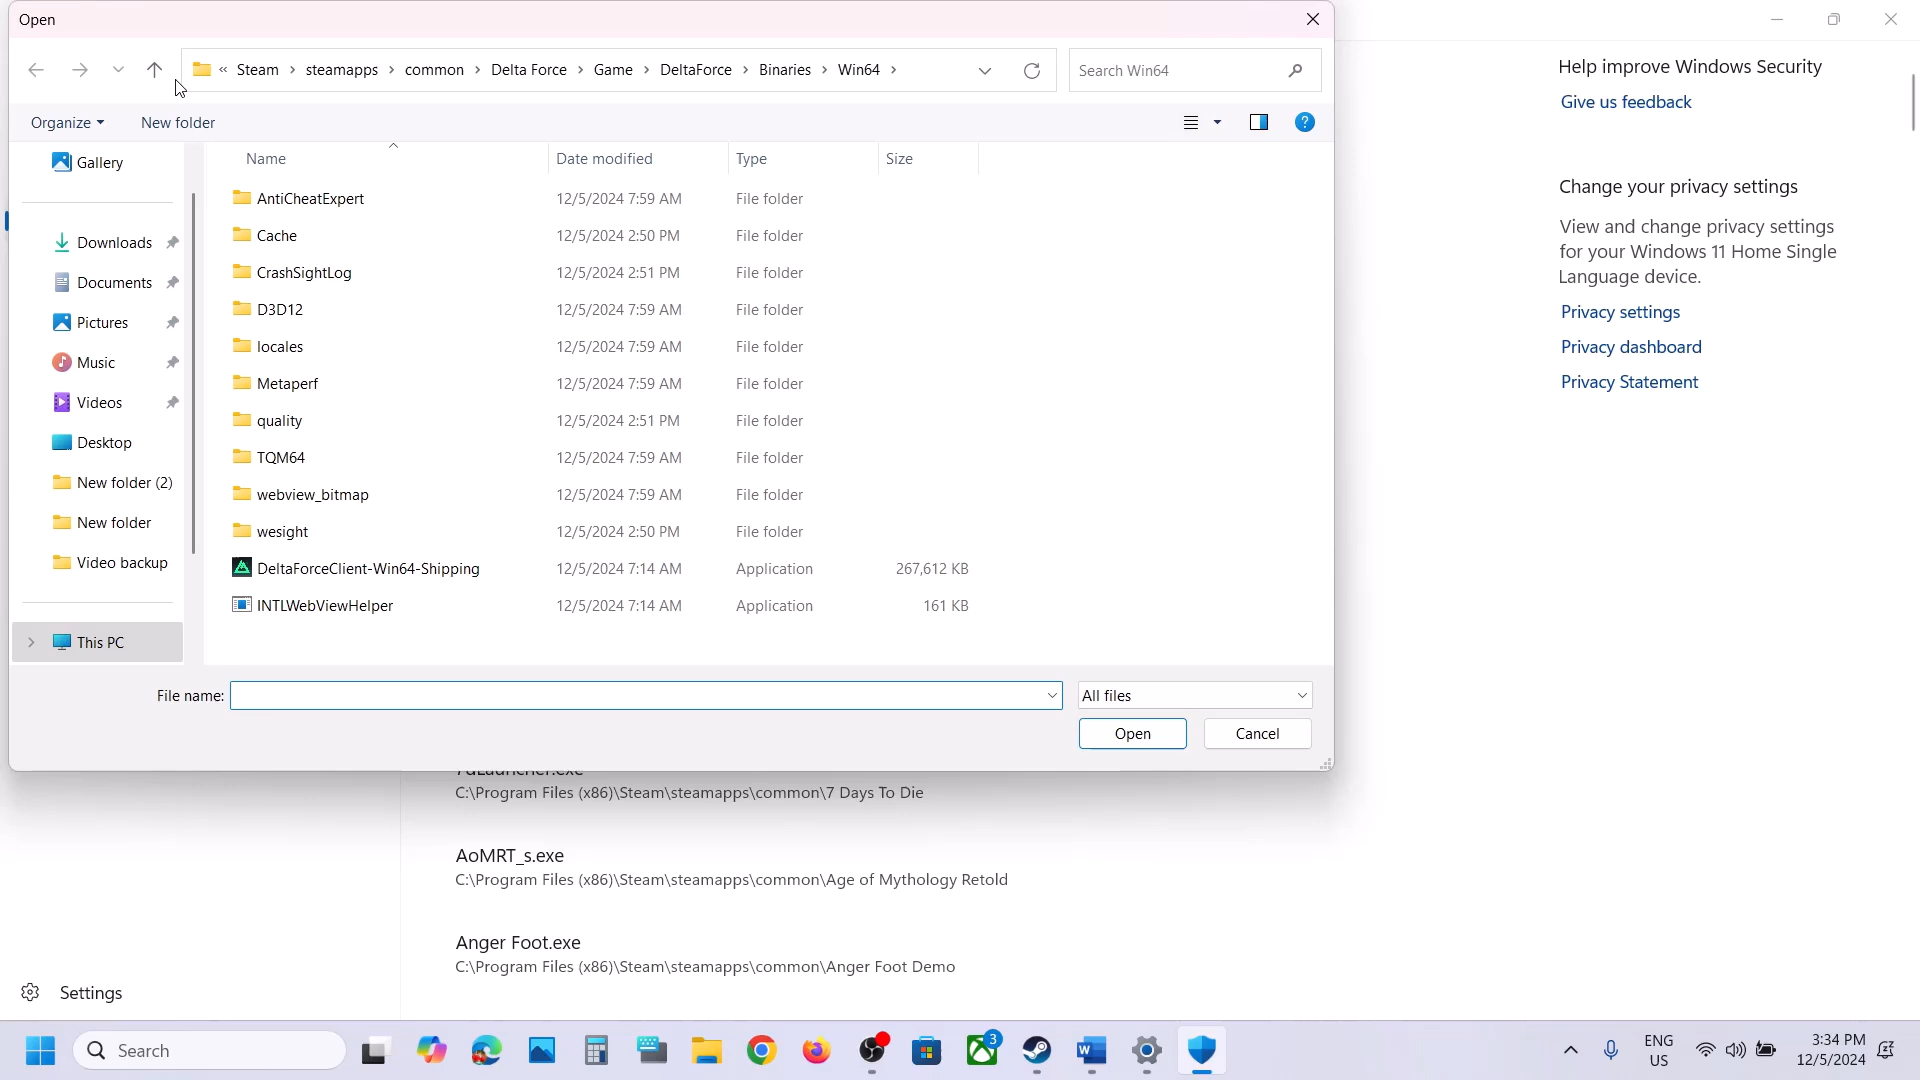 Open
« Steam > steamapps > common > Delta Force > Game > DeltaForce > Binaries > Win64 >
Search Win64
Organize
New folder
Gallery
Downloads
Documents
Pictures
Music
Videos
Desktop
New folder (2)
New folder
Video backup
This PC
Name Date modified Type Size
AntiCheatExpert 12/5/2024 7:59 AM File folder
Cache 12/5/2024 2:50 PM File folder
CrashSightLog 12/5/2024 2:51 PM File folder
D3D12 12/5/2024 7:59 AM File folder
locales 12/5/2024 7:59 AM File folder
Metaperf 12/5/2024 7:59 AM File folder
quality 12/5/2024 2:51 PM File folder
TQM64 12/5/2024 7:59 AM File folder
webview_bitmap 12/5/2024 7:59 AM File folder
wesight 12/5/2024 2:50 PM File folder
DeltaForceClient-Win64-Shipping 12/5/2024 7:14 AM Application 267,612 KB
INTLWebViewHelper 12/5/2024 7:14 AM Application 161 KB
File name:
All files
Open Cancel
Help improve Windows Security
Give us feedback
Change your privacy settings
View and change privacy settings
for your Windows 11 Home Single
Language device.
Privacy settings
Privacy dashboard
Privacy Statement
C:\Program Files (x86)\Steam\steamapps\common\7 Days To Die
AoMRT_s.exe
C:\Program Files (x86)\Steam\steamapps\common\Age of Mythology Retold
Anger Foot.exe
C:\Program Files (x86)\Steam\steamapps\common\Anger Foot Demo
Settings
Search
3
ENG
US
3:34 PM
12/5/2024